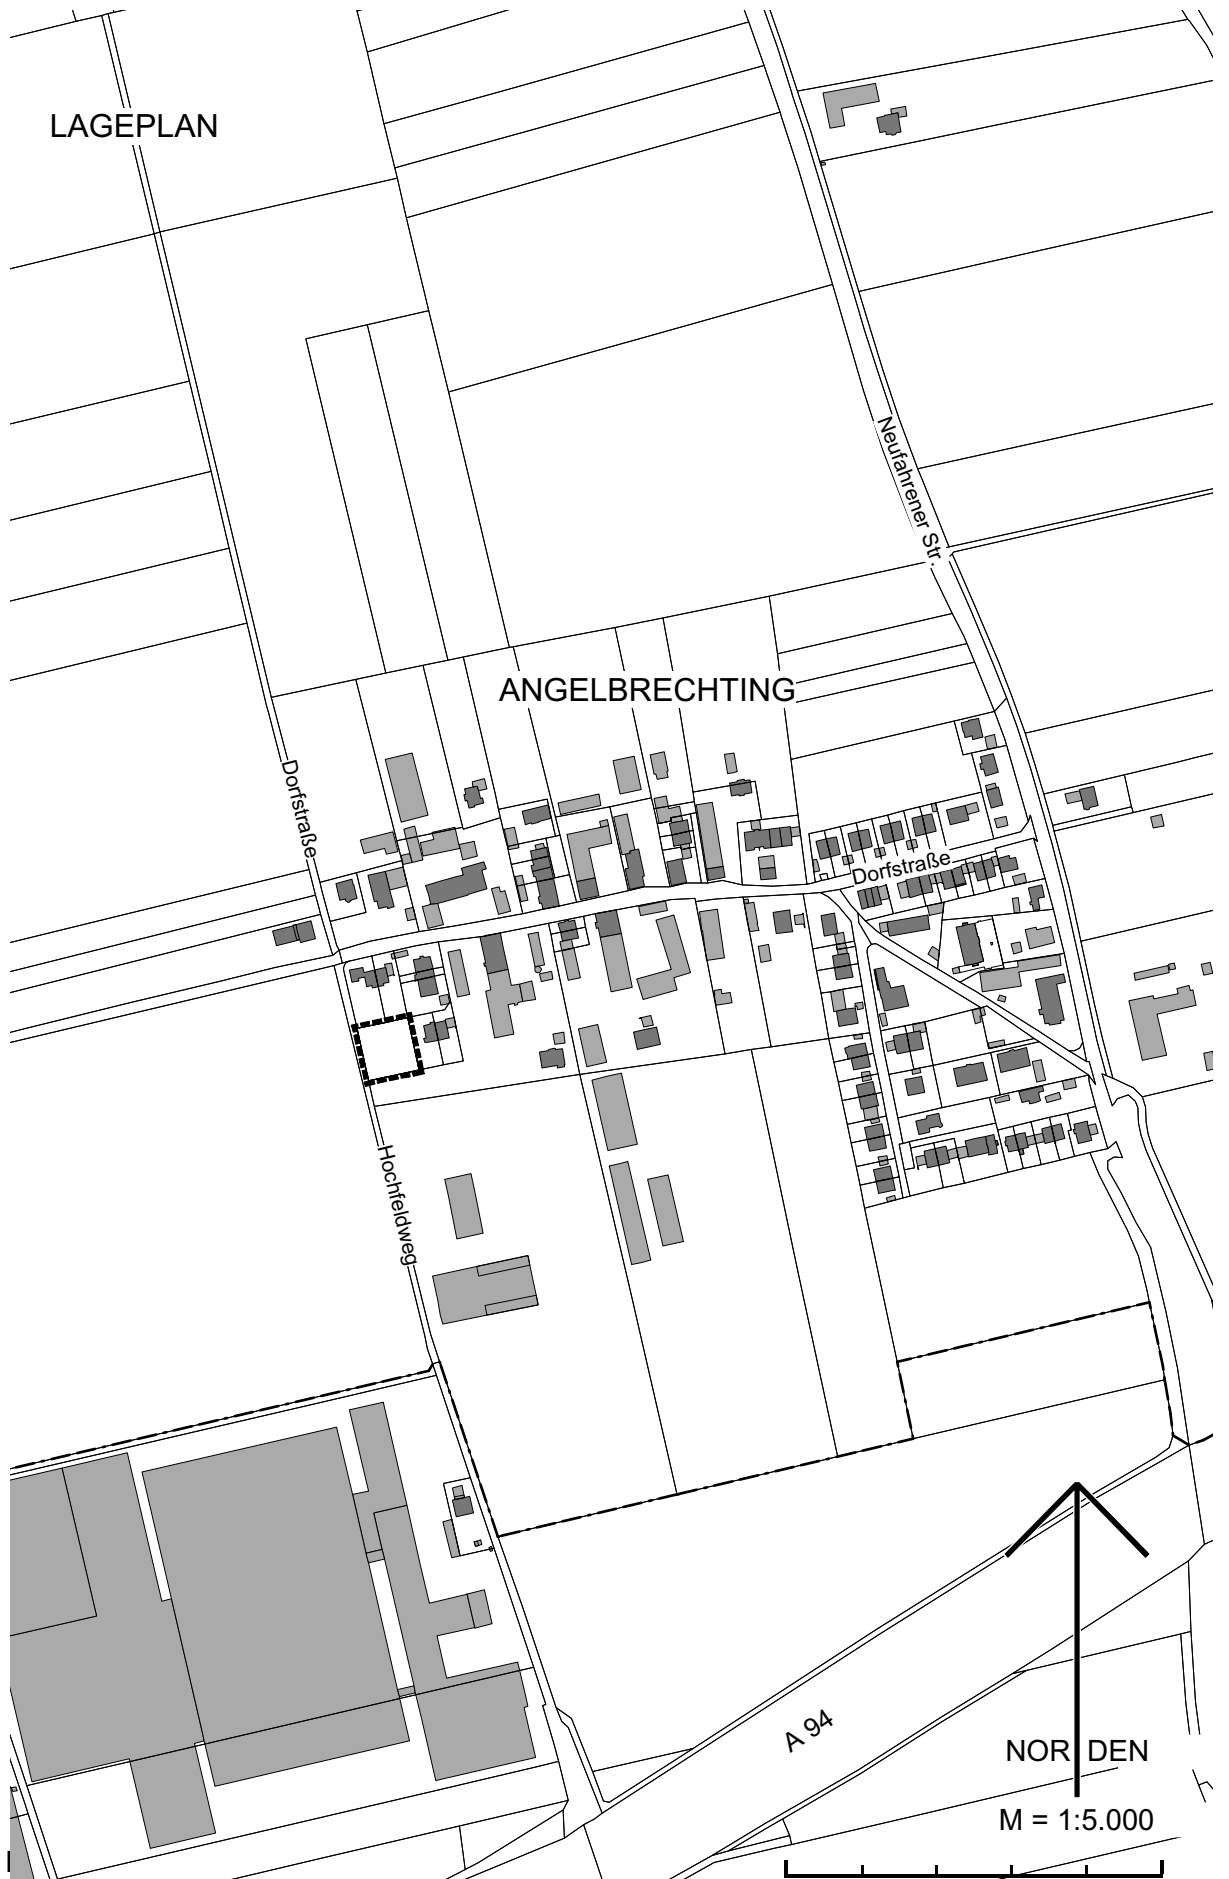 LAGEPLAN
Neufahrener Str.
ANGELBRECHTING
Dorfstraße
Dorfstraße
Hochfeldweg
A 94
NORDEN
M = 1:5.000